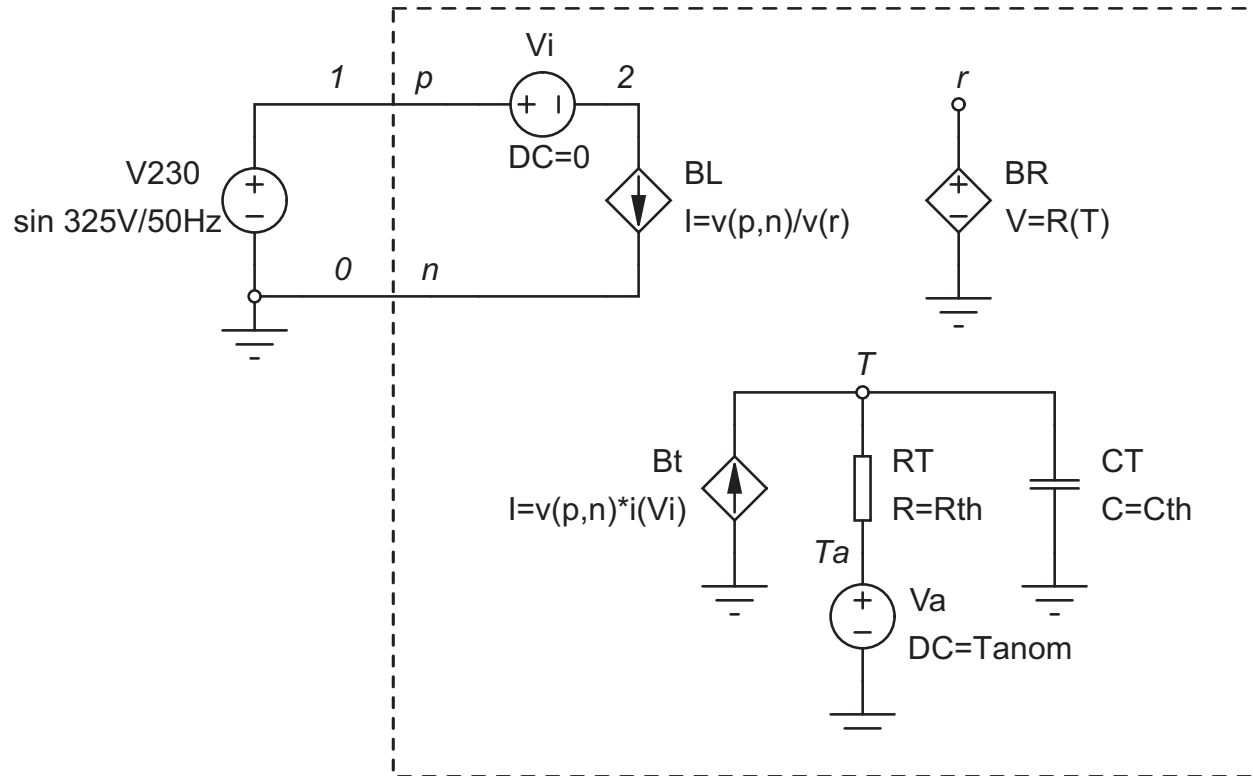 Vi
1 p 2 r
DC=0
V230
sin 325V/50Hz
BL
I=v(p,n)/v(r)
BR
V=R(T)
0 n
T
Bt
I=v(p,n)*i(Vi)
RT
R=Rth
CT
C=Cth
Ta
Va
DC=Tanom